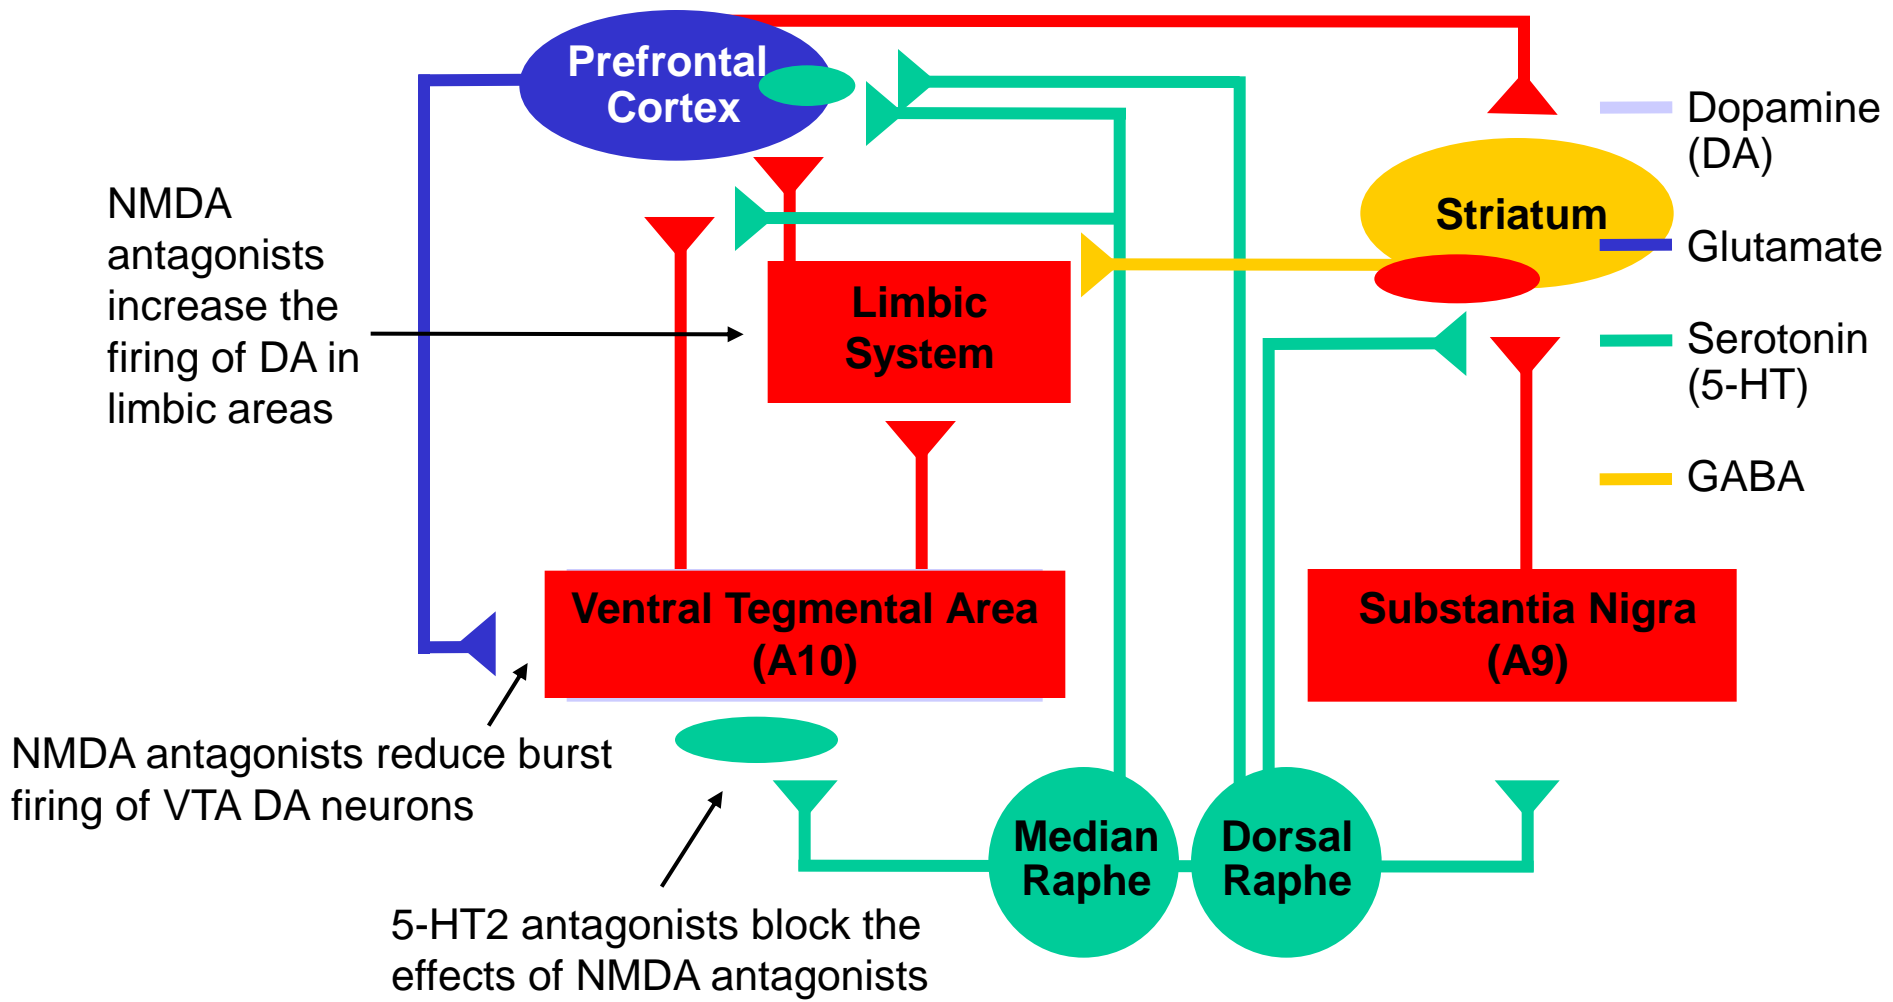 Prefrontal
Cortex
NMDA
antagonists
increase the
firing of DA in
limbic areas
Limbic
System
Striatum
Dopamine
(DA)
Glutamate
Serotonin
(5-HT)
GABA
Ventral Tegmental Area
(A10)
Substantia Nigra
(A9)
NMDA antagonists reduce burst
firing of VTA DA neurons
Median
Raphe
Dorsal
Raphe
5-HT2 antagonists block the
effects of NMDA antagonists